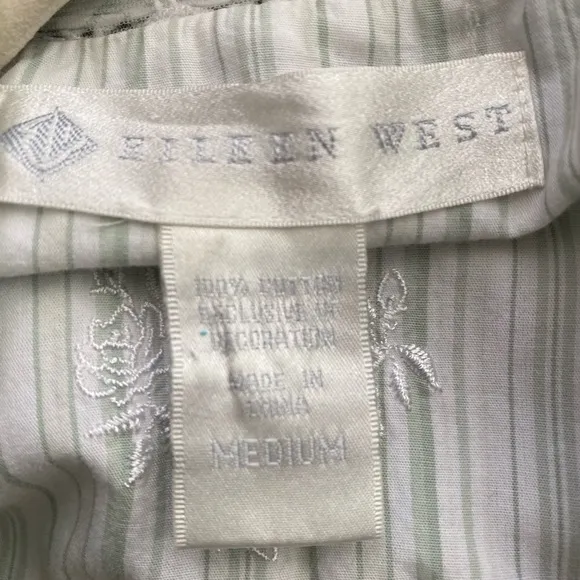 EILEEN WEST
100% COTTON
EXCLUSIVE OF
DECORATION
MADE IN
CHINA
MEDIUM